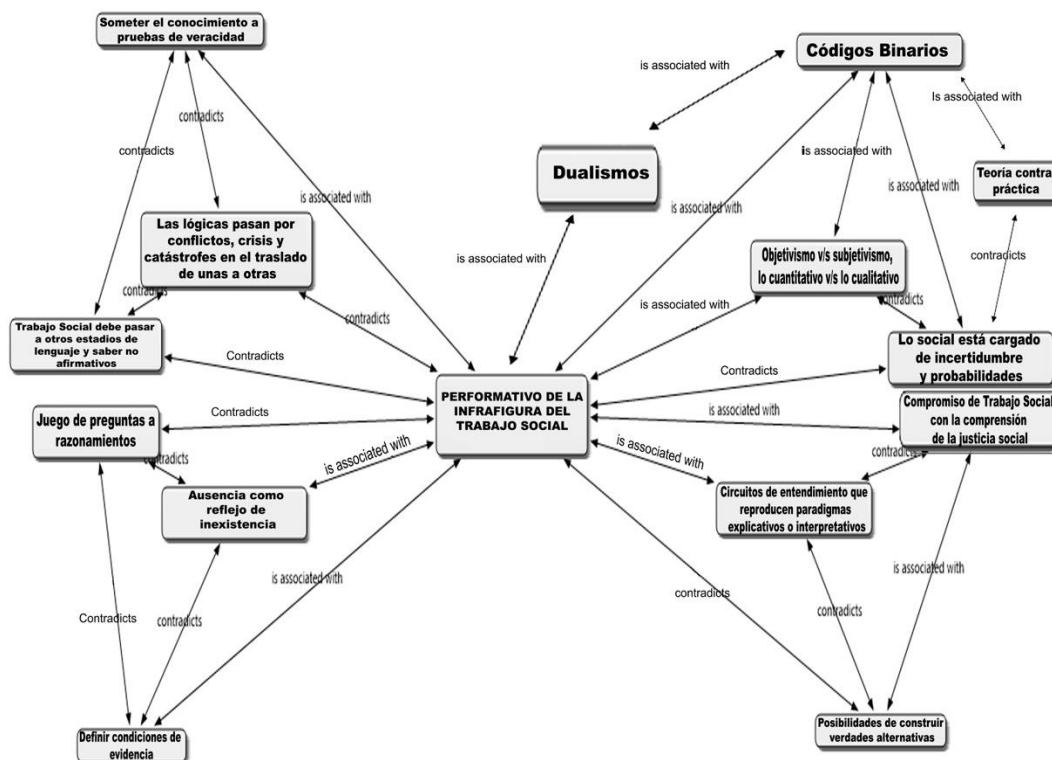 Someter el conocimiento a
pruebas de veracidad
Códigos Binarios
is associated with
Is associated with
contradicts
contradicts
is associated with
is associated with
Dualismos
Teoría contra
práctica
is associated with
is associated with
is associated with
Las lógicas pasan por
conflictos, crisis y
catástrofes en el traslado
de unas a otras
Objetivismo v/s subjetivismo,
lo cuantitativo v/s lo cualitativo
is associated with
contradicts
contradicts
contradicts
is associated with
contradicts
Trabajo Social debe pasar
a otros estadios de
lenguaje y saber no
afirmativos
contradicts
Lo social está cargado
de incertidumbre
y probabilidades
Contradicts
Contradicts
PERFORMATIVO DE LA
INFRAFIGURA DEL
TRABAJO SOCIAL
Compromiso de Trabajo Social
con la comprensión
de la justicia social
is associated with
Juego de preguntas a
razonamientos
Contradicts
is associated with
is associated with
contradicts
contradicts
Ausencia como
reflejo de
inexistencia
Circuitos de entendimiento que
reproducen paradigmas
explicativos o interpretativos
is associated with
is associated with
Contradicts
contradicts
contradicts
contradicts
Definir condiciones de
evidencia
Posibilidades de construir
verdades alternativas